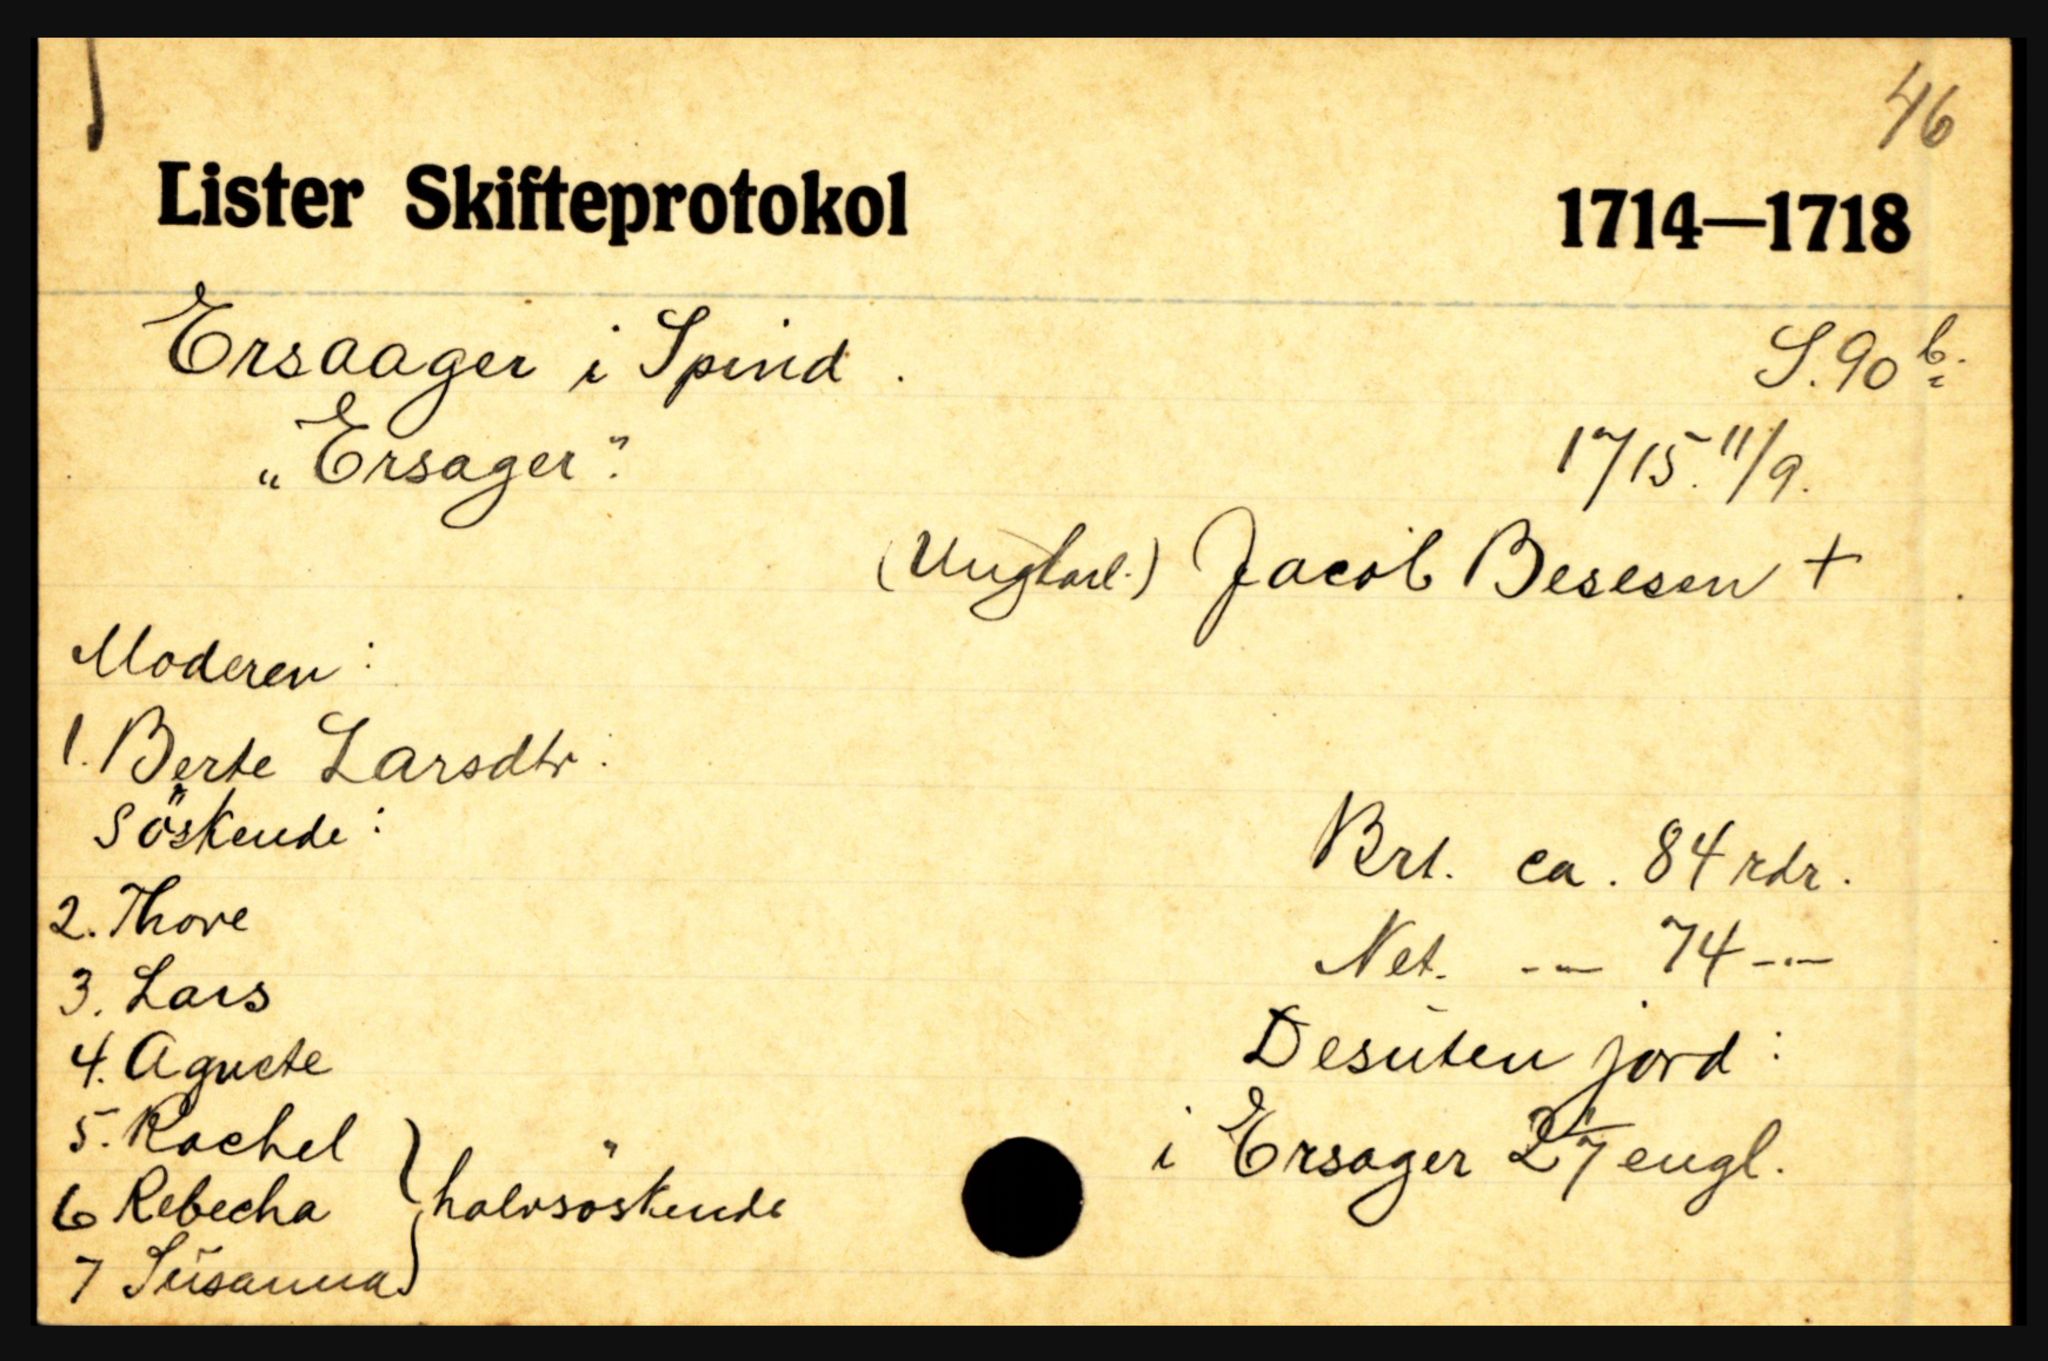 46
Lister Skifteprotokol 1714—1718
Ersaager i Spind. S. 90 b.
„Ersager". 1715. 11/9.
(Ungkarl.) Jacob Besesen +
Moderen:
1. Berte Larsdtr:
Söskende:
2. Thore
3. Lars
4. Agnete
5. Rachel
6 Rebecha } halvsöskende
7 Susanna
Brt. ca. 84 rdr.
Net. -"- 74 -"-
Desuten jord:
i Ersager 2 1/7 engl.